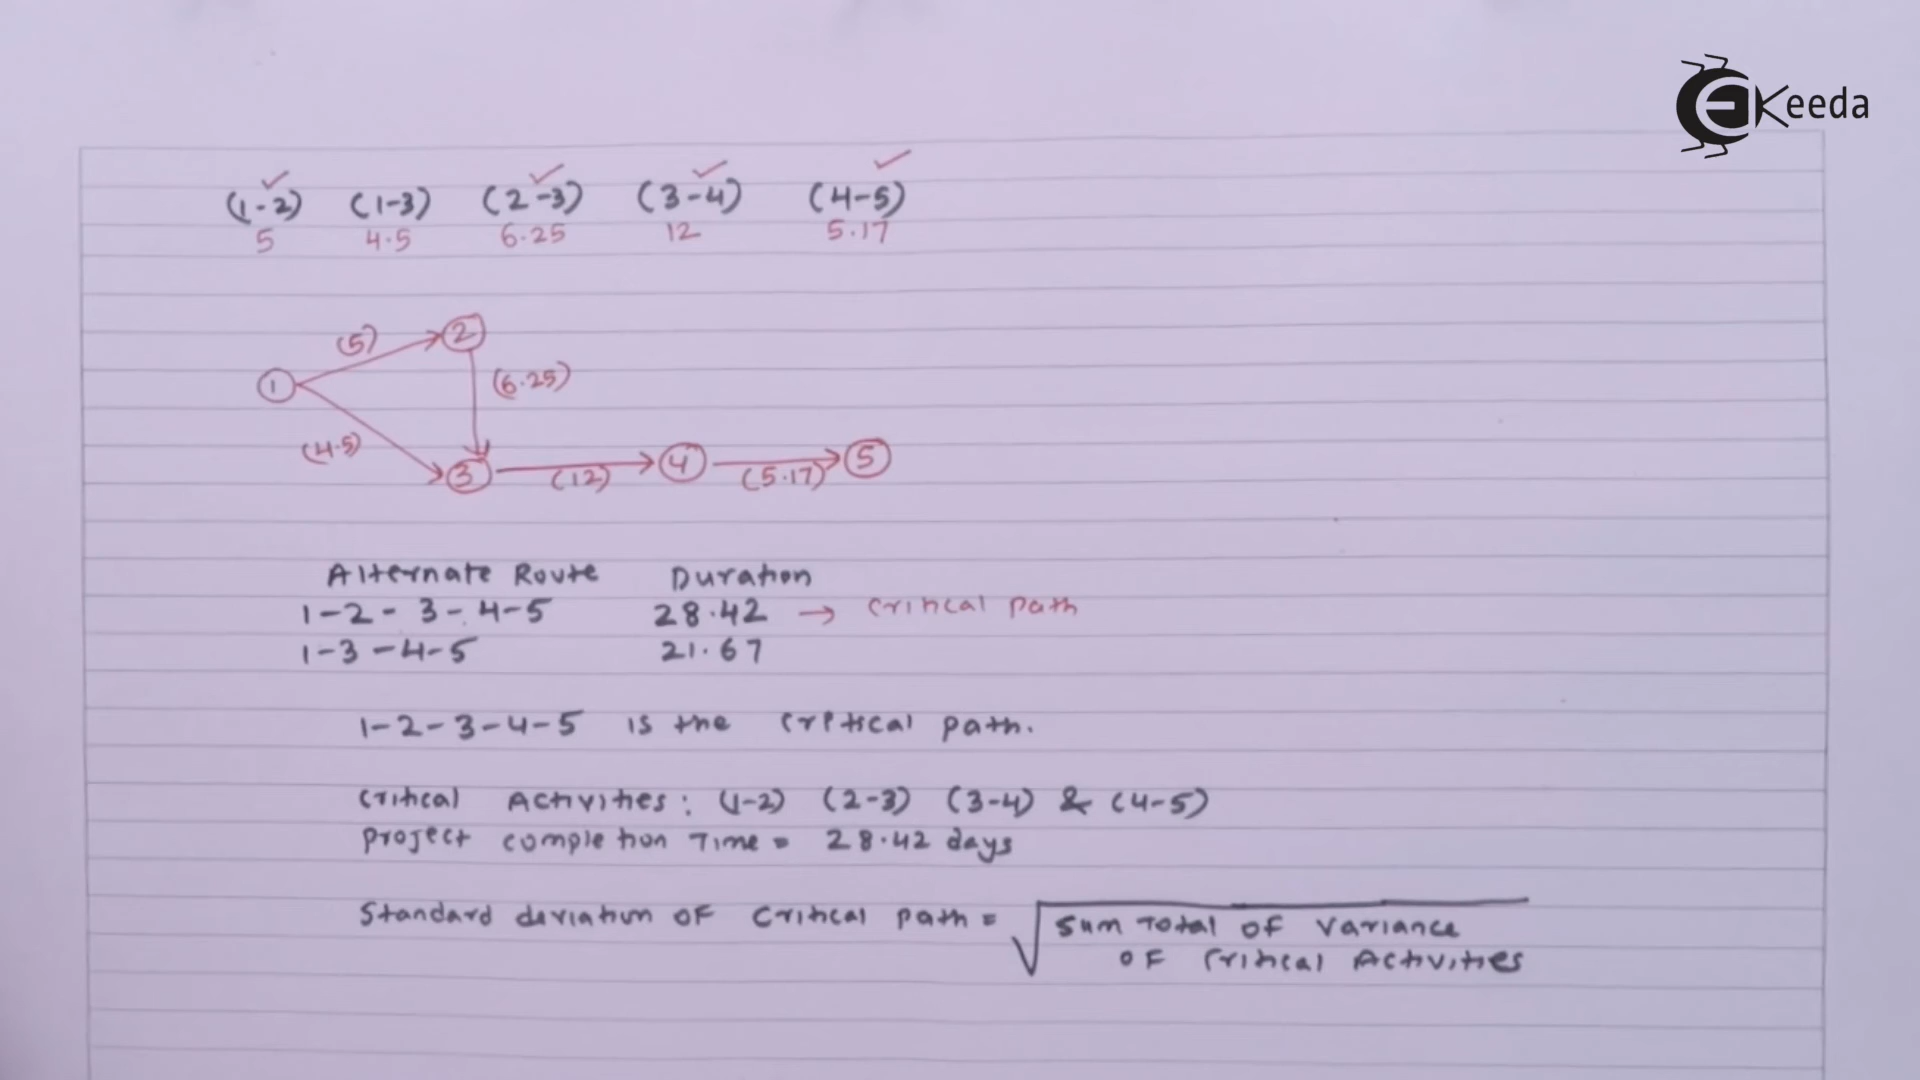 Keeda
(1-2) (1-3) (2-3) (3-4) (4-5)
5 4.5 6.25 12 5.17
(5) 2
1 (6.25)
(4.5)
3 (12) 4 (5.17) 5
Alternate Route Duration
1-2-3-4-5 28.42 → critical path
1-3-4-5 21.67
1-2-3-4-5 is the critical path.
Critical Activities: (1-2) (2-3) (3-4) & (4-5)
Project completion Time = 28.42 days
Standard deviation OF critical path = √ Sum Total OF Variance
OF Critical Activities